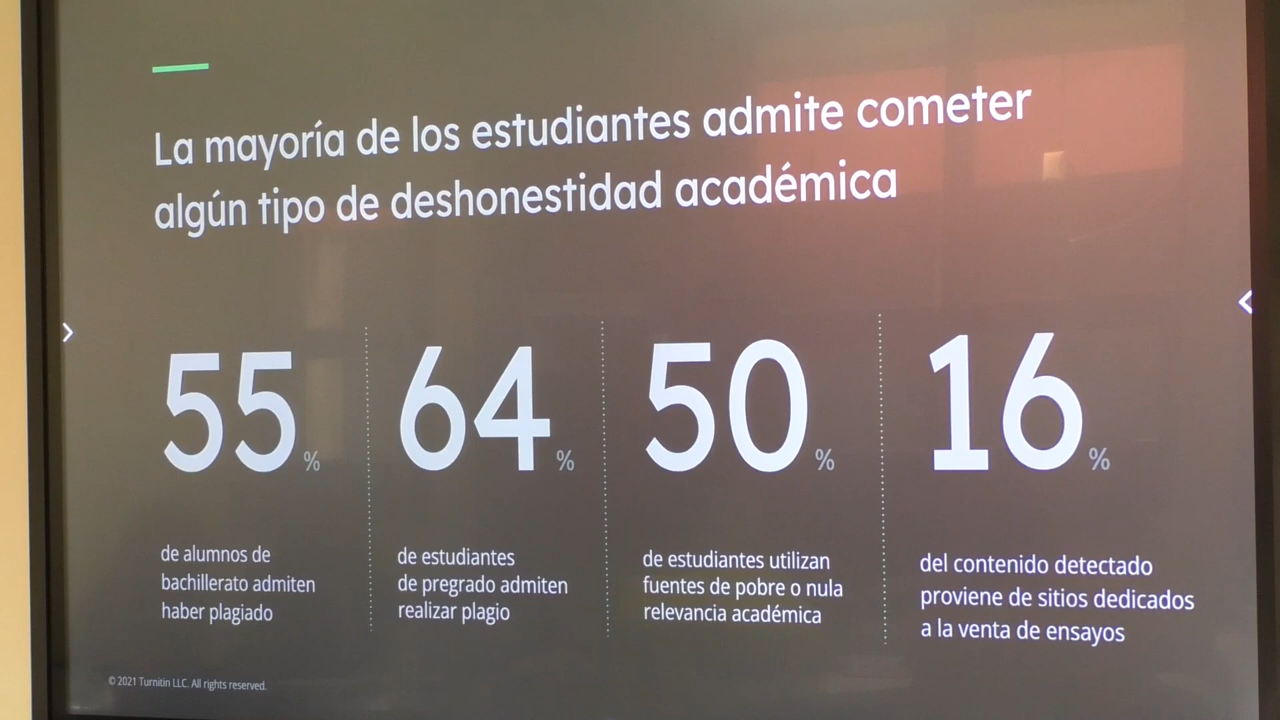 La mayoría de los estudiantes admite cometer
algún tipo de deshonestidad académica
55%
de alumnos de
bachillerato admiten
haber plagiado
64%
de estudiantes
de pregrado admiten
realizar plagio
50%
de estudiantes utilizan
fuentes de pobre o nula
relevancia académica
16%
del contenido detectado
proviene de sitios dedicados
a la venta de ensayos
© 2021 Turnitin LLC. All rights reserved.